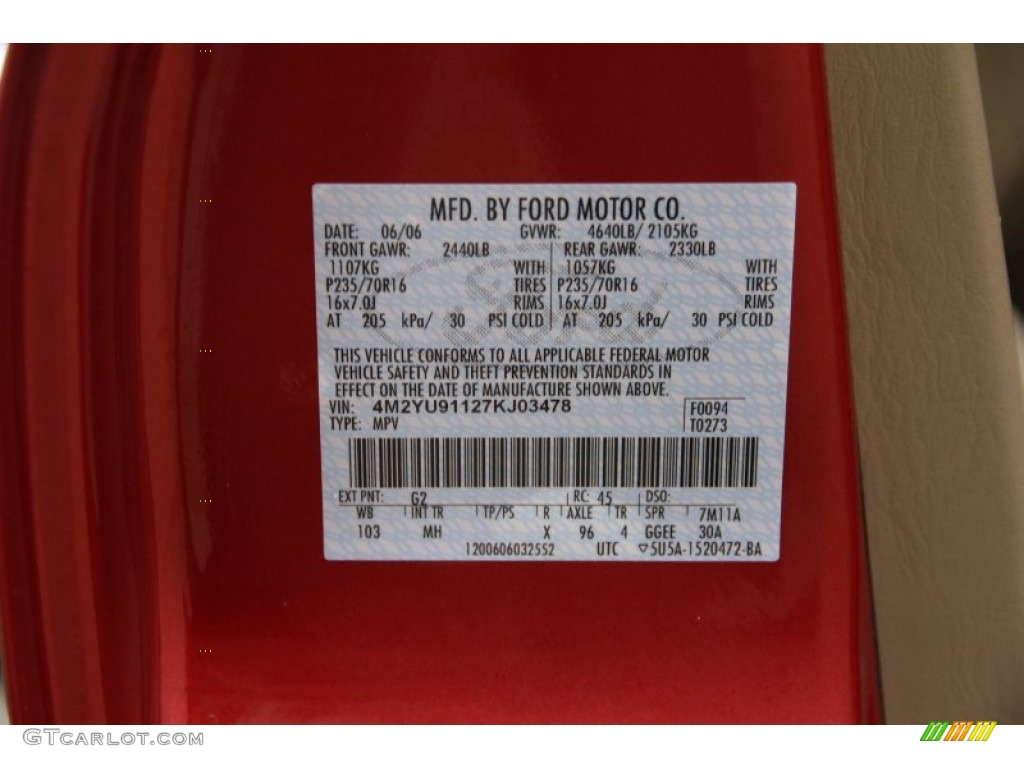 MFD. BY FORD MOTOR CO.
DATE: 06/06 GVWR: 4640LB/ 2105KG
FRONT GAWR: 2440LB REAR GAWR: 2330LB
1107KG WITH 1057KG WITH
P235/70R16 TIRES P235/70R16 TIRES
16x7.0J RIMS 16x7.0J RIMS
AT 205 kPa/ 30 PSI COLD AT 205 kPa/ 30 PSI COLD
THIS VEHICLE CONFORMS TO ALL APPLICABLE FEDERAL MOTOR
VEHICLE SAFETY AND THEFT PREVENTION STANDARDS IN
EFFECT ON THE DATE OF MANUFACTURE SHOWN ABOVE.
VIN: 4M2YU91127KJ03478 F0094
TYPE: MPV T0273
EXT PNT: G2 RC: 45 DSO:
WB INT TR TP/PS R AXLE TR SPR 7M11A
103 MH X 96 4 GGEE 30A
1200606032552 UTC ▽5U5A-1520472-BA
GTCARLOT.COM